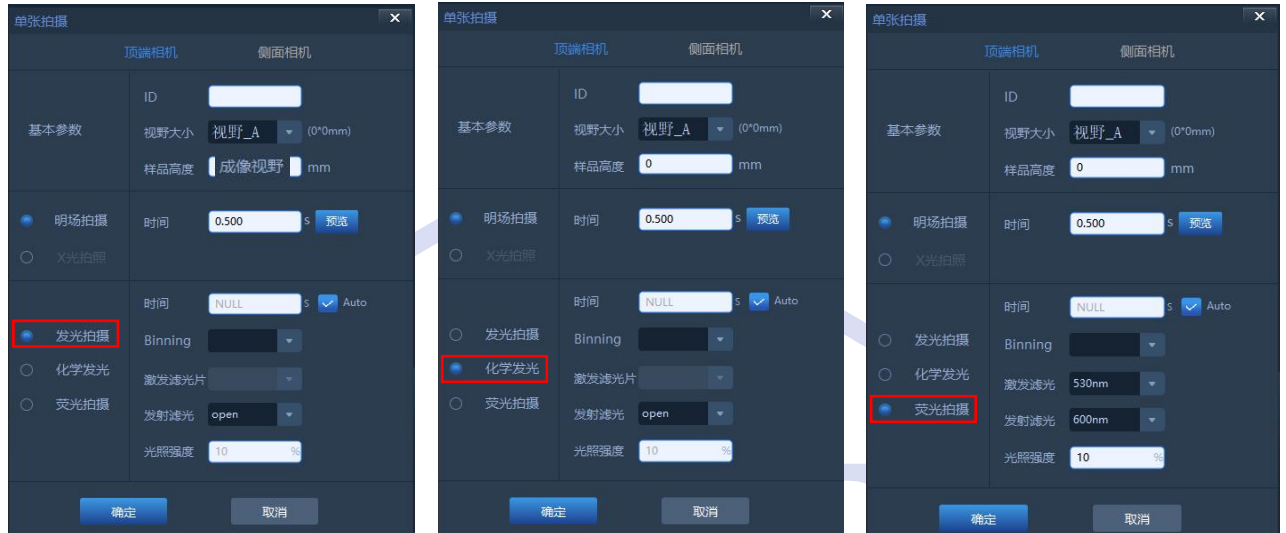 单张拍摄
顶端相机 侧面相机
基本参数
ID
视野大小 视野_A (0*0mm)
样品高度 成像视野 mm
明场拍摄 时间 0.500 s 预览
X光拍照
时间 NULL s Auto
发光拍摄 Binning
化学发光 激发滤光片
荧光拍摄 发射滤光 open
光照强度 10 %
确定 取消
单张拍摄
顶端相机 侧面相机
基本参数
ID
视野大小 视野_A (0*0mm)
样品高度 0 mm
明场拍摄 时间 0.500 s 预览
X光拍照
时间 NULL s Auto
发光拍摄 Binning
化学发光 激发滤光片
荧光拍摄 发射滤光 open
光照强度 10 %
确定 取消
单张拍摄
顶端相机 侧面相机
基本参数
ID
视野大小 视野_A (0*0mm)
样品高度 0 mm
明场拍摄 时间 0.500 s 预览
X光拍照
时间 NULL s Auto
发光拍摄 Binning
化学发光 激发滤光 530nm
荧光拍摄 发射滤光 600nm
光照强度 10 %
确定 取消